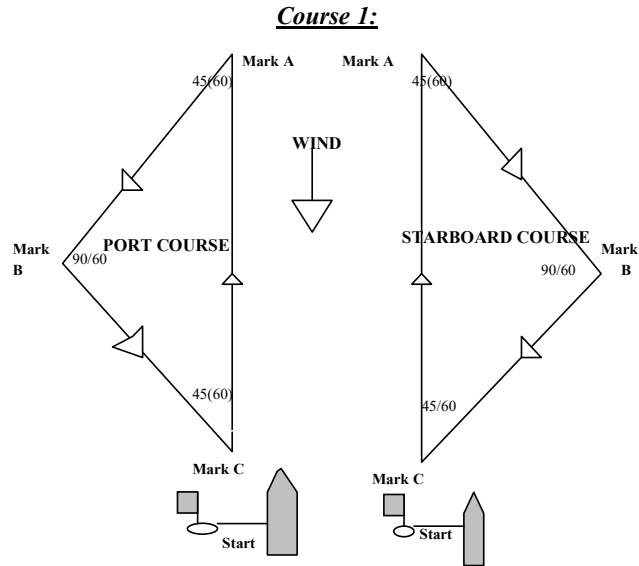 Course 1:
Mark A
Mark A
45(60)
45(60)
WIND
PORT COURSE
STARBOARD COURSE
Mark
B
90/60
90/60
Mark
B
45(60)
45/60
Mark C
Mark C
Start
Start